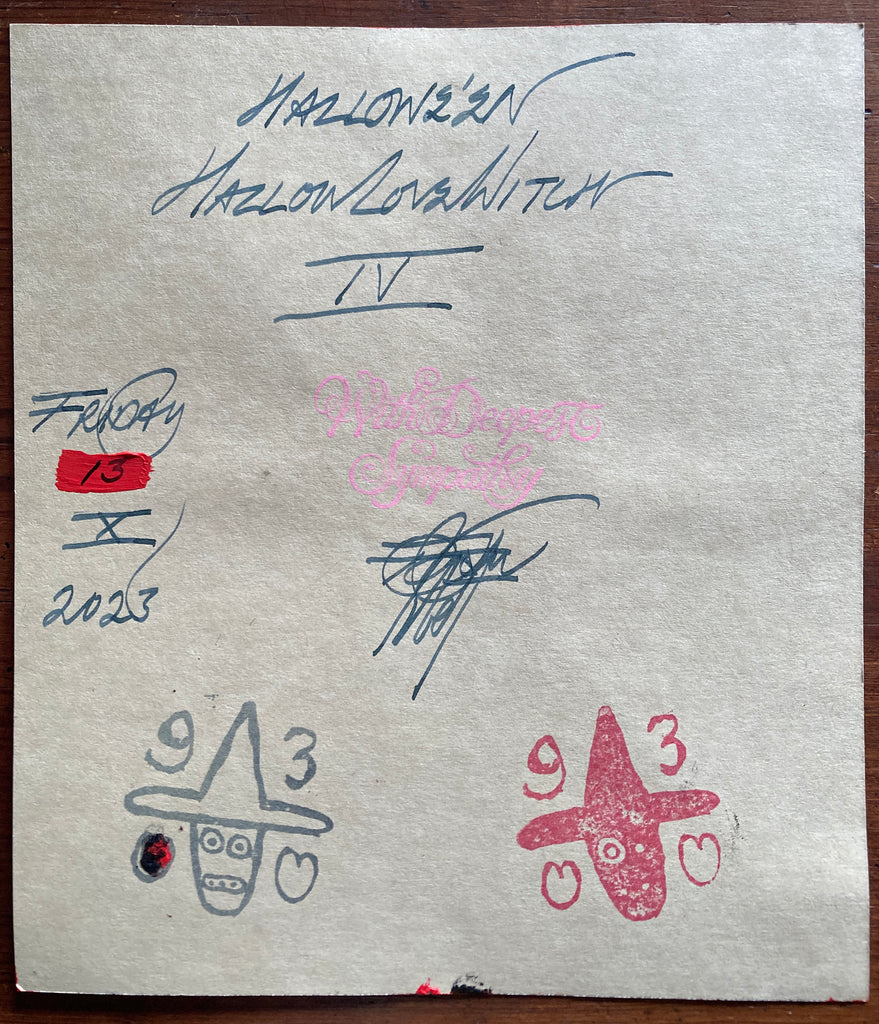 HALLOWE'EN
HALLOWLOVEWITCH
IV
FRIDAY
13
X
2023
With Deepest
Sympathy
9 3
9 3